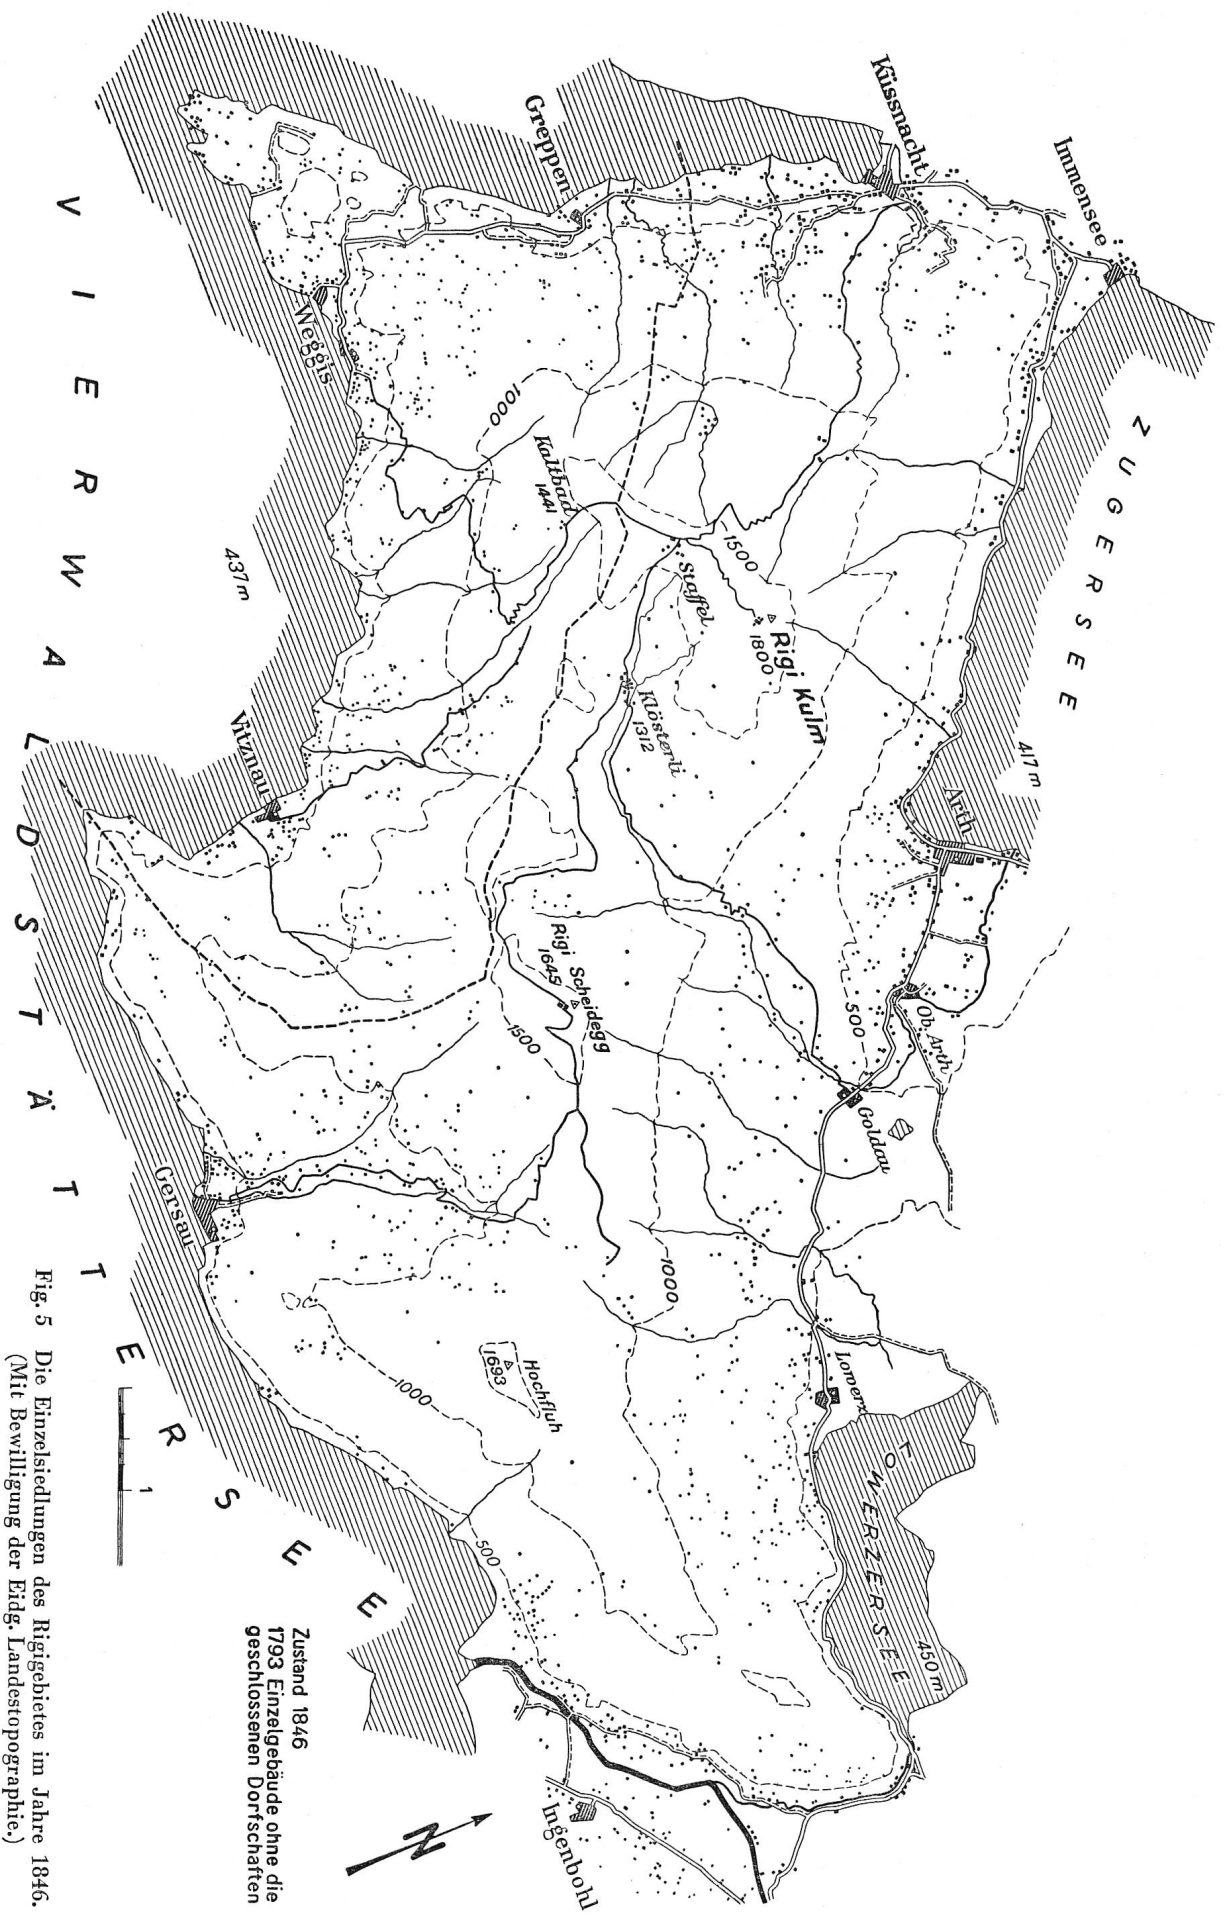 Immensee
Küssnacht
Greppen
Weggis
ZUGERSEE
417 m
1000
Kaltbad
1441
1500
Staffel
Rigi Kulm
1800
Klösterli
1312
437 m
Vitznau
Arth
Ob. Arth
500
Goldau
Rigi Scheidegg
1645
1500
Gersau
1000
Lowerz
Hochfluh
1693
1000
LOWERZERSEE
450 m
500
Ingenbohl
VIERWALDSTÄTTERSEE
N
1
Zustand 1846
1793 Einzelgebäude ohne die
geschlossenen Dorfschaften
Fig. 5 Die Einzelsiedlungen des Rigigebietes im Jahre 1846.
(Mit Bewilligung der Eidg. Landestopographie.)